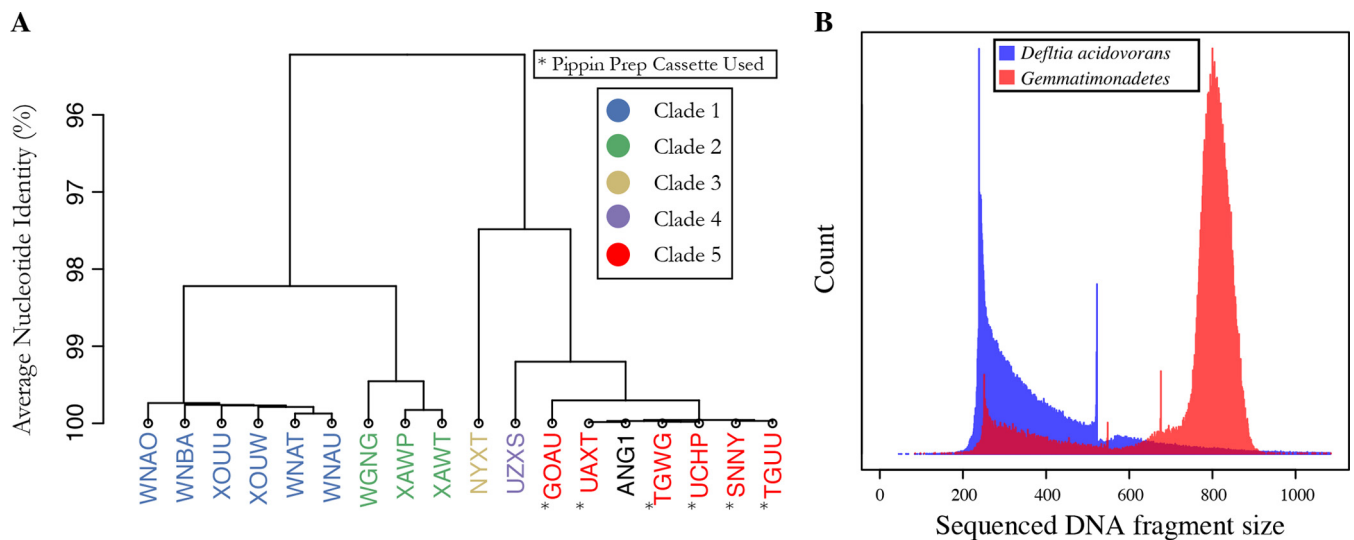 A
* Pippin Prep Cassette Used
Clade 1
Clade 2
Clade 3
Clade 4
Clade 5
Average Nucleotide Identity (%)
96
97
98
99
100
WNAO
WNBA
XOUU
XOUW
WNAT
WNAU
WGNG
XAWP
XAWT
NYXT
UZXS
*GOAU
* UAXT
ANG1
*TGWG
* UCHP
* SNNY
*TGUU
B
Defltia acidovorans
Gemmatimonadetes
Count
0 200 400 600 800 1000
Sequenced DNA fragment size